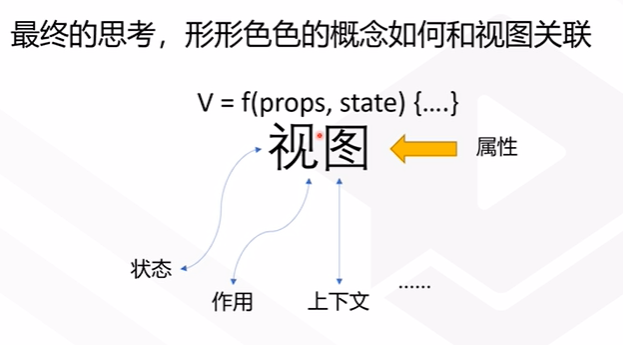 最终的思考，形形色色的概念如何和视图关联
V = f(props, state) {....}
视图
属性
状态
作用
上下文
......